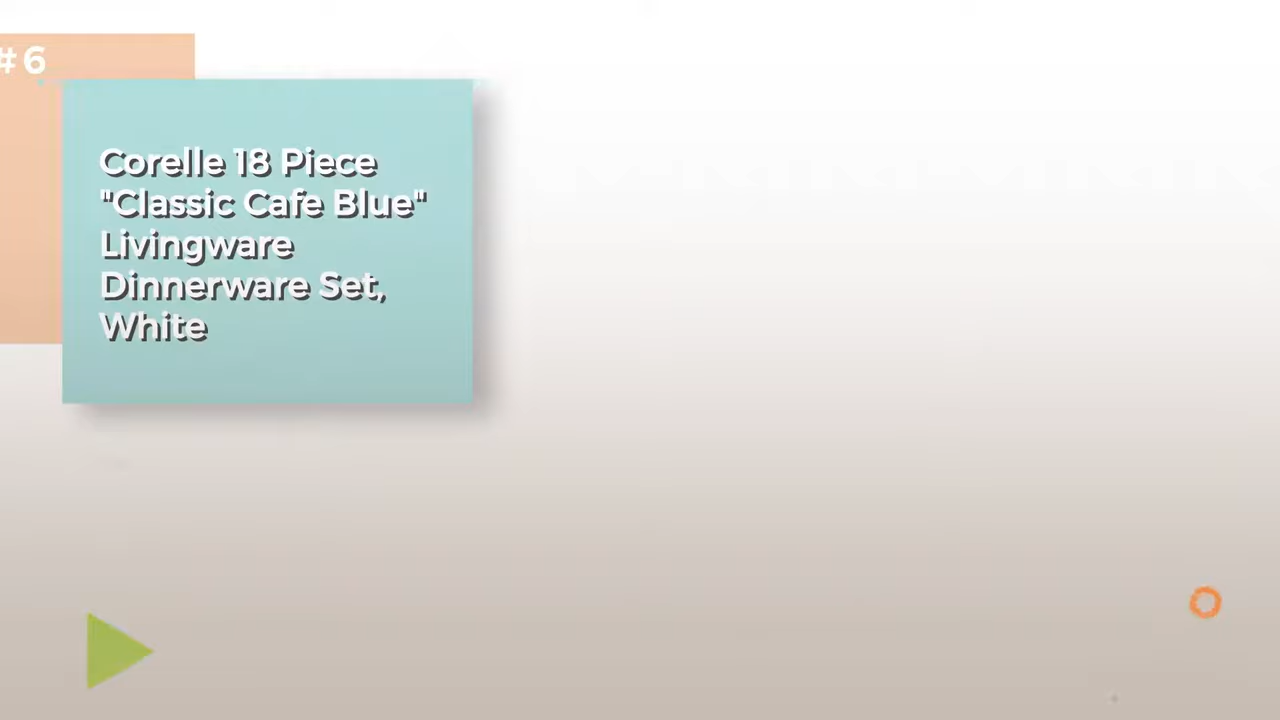 #6
Corelle 18 Piece
"Classic Cafe Blue"
Livingware
Dinnerware Set,
White